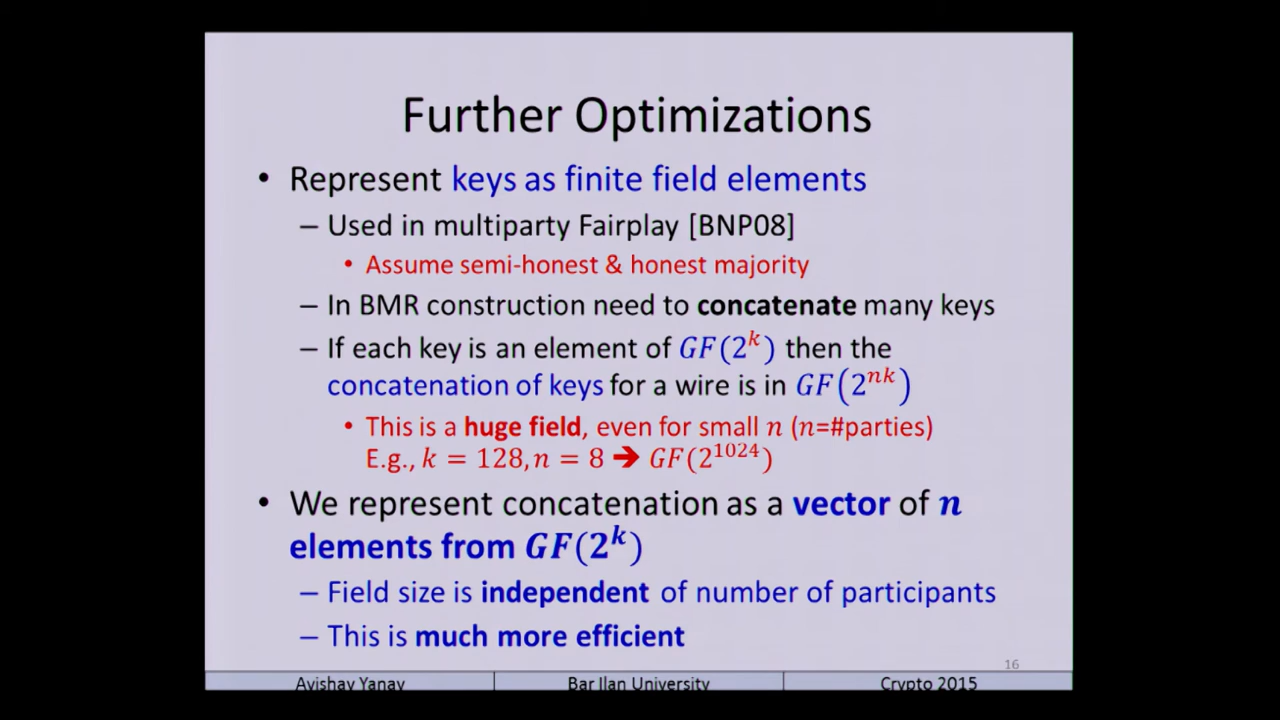 Further Optimizations
• Represent keys as finite field elements
– Used in multiparty Fairplay [BNP08]
• Assume semi-honest & honest majority
– In BMR construction need to concatenate many keys
– If each key is an element of GF(2^k) then the
concatenation of keys for a wire is in GF(2^{nk})
• This is a huge field, even for small n (n=#parties)
E.g., k = 128, n = 8 ➔ GF(2^{1024})
• We represent concatenation as a vector of n
elements from GF(2^k)
– Field size is independent of number of participants
– This is much more efficient
16
Avishay Yanay Bar Ilan University Crypto 2015